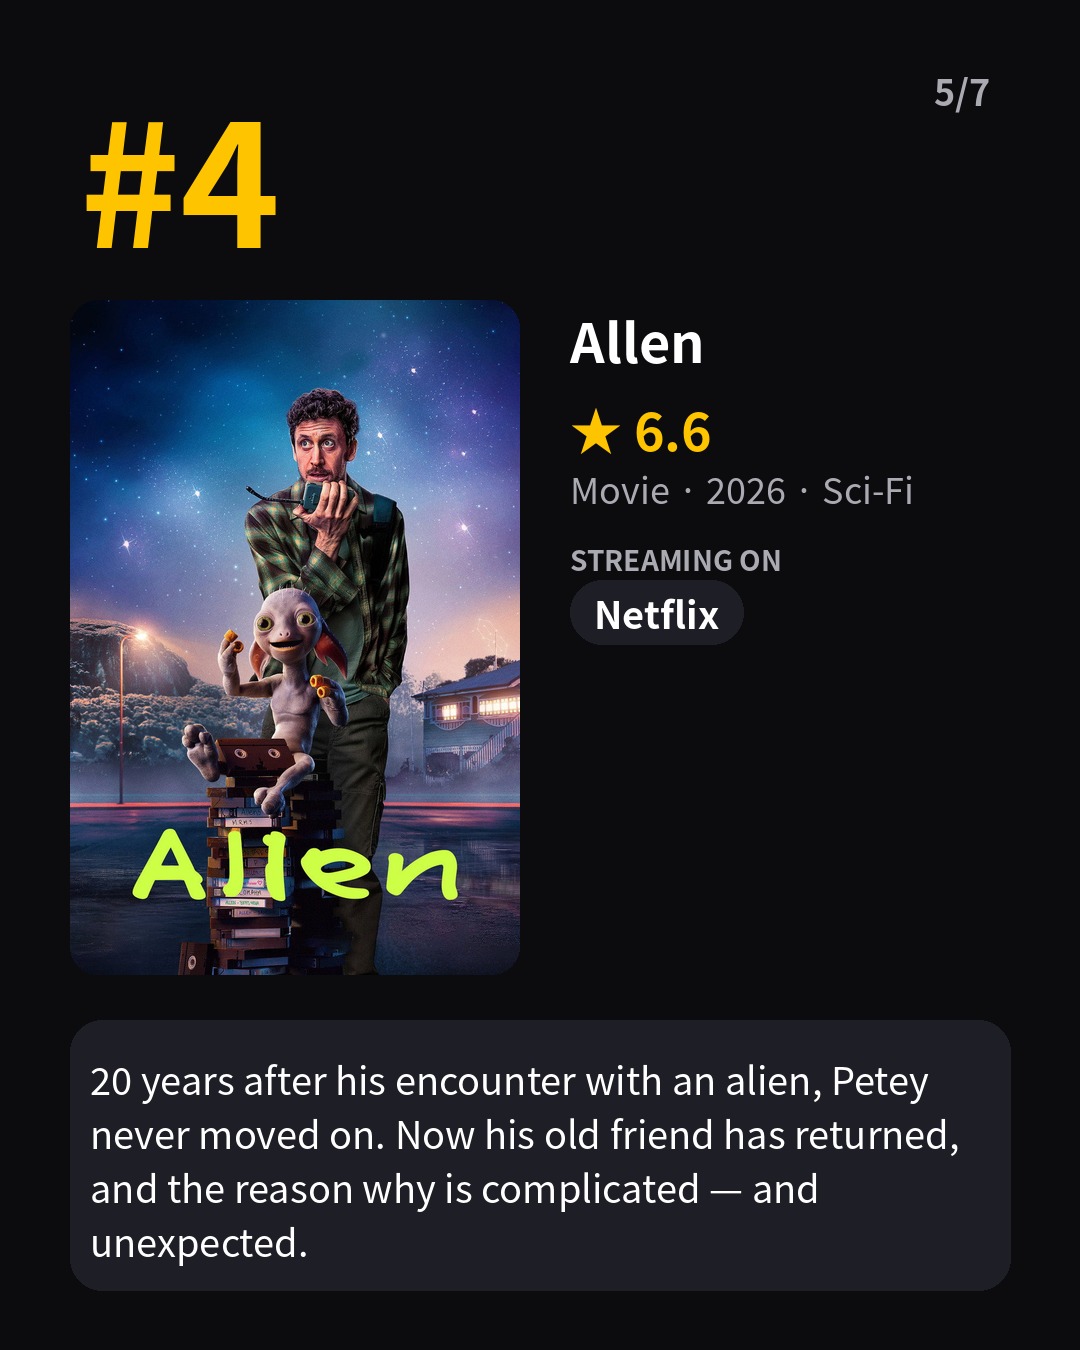 5/7
#4
Allen
★ 6.6
Movie · 2026 · Sci-Fi
STREAMING ON
Netflix
Allen
20 years after his encounter with an alien, Petey
never moved on. Now his old friend has returned,
and the reason why is complicated — and
unexpected.